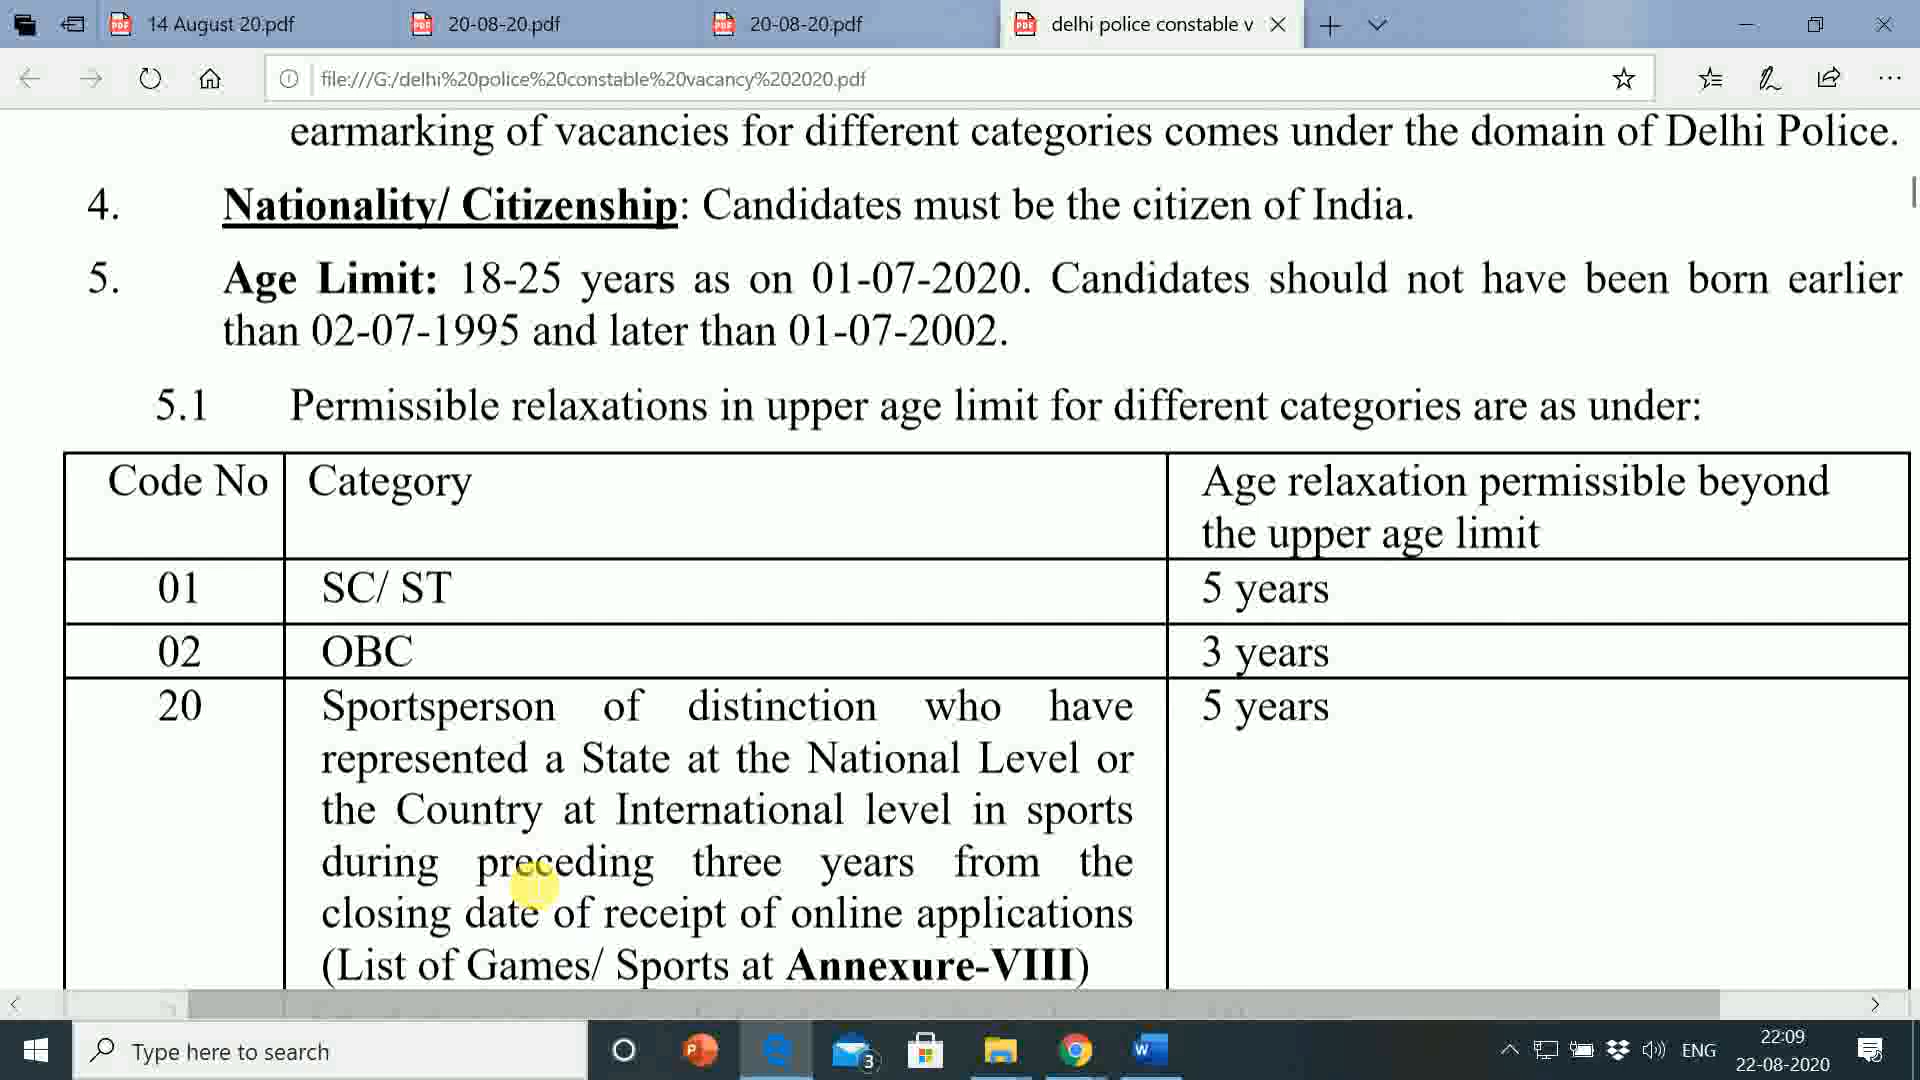 14 August 20.pdf
20-08-20.pdf
20-08-20.pdf
delhi police constable v
file:///G:/delhi%20police%20constable%20vacancy%202020.pdf
earmarking of vacancies for different categories comes under the domain of Delhi Police.
4. Nationality/ Citizenship: Candidates must be the citizen of India.
5. Age Limit: 18-25 years as on 01-07-2020. Candidates should not have been born earlier
than 02-07-1995 and later than 01-07-2002.
5.1 Permissible relaxations in upper age limit for different categories are as under:
Code No Category Age relaxation permissible beyond
the upper age limit
01 SC/ ST 5 years
02 OBC 3 years
20 Sportsperson of distinction who have 5 years
represented a State at the National Level or
the Country at International level in sports
during preceding three years from the
closing date of receipt of online applications
(List of Games/ Sports at Annexure-VIII)
Type here to search
3
ENG
22:09
22-08-2020